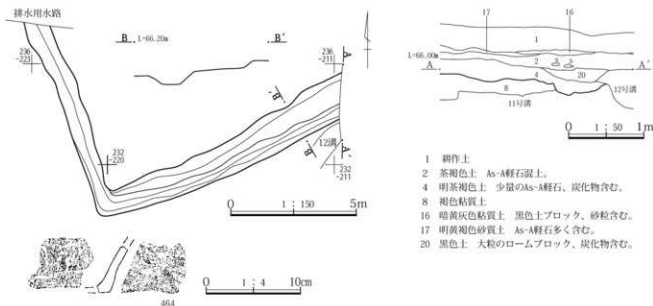 排水用水路
B L=66.20m B′
236
-223
236
-211
A
B′
232
-220
B
12溝
A′
232
-211
0 1 : 150 5m
464
0 1 : 4 10cm
17 16
1
L=66.00m
A A′
2 3 2
4 20
8 12号溝
11号溝
0 1 : 50 1m
1 耕作土
2 茶褐色土 As-A軽石混土。
4 明茶褐色土 少量のAs-A軽石、炭化物含む。
8 褐色粘質土
16 暗黄灰色粘質土 黒色土ブロック、砂粒含む。
17 明黄褐色砂質土 As-A軽石多く含む。
20 黒色土 大粒のロームブロック、炭化物含む。